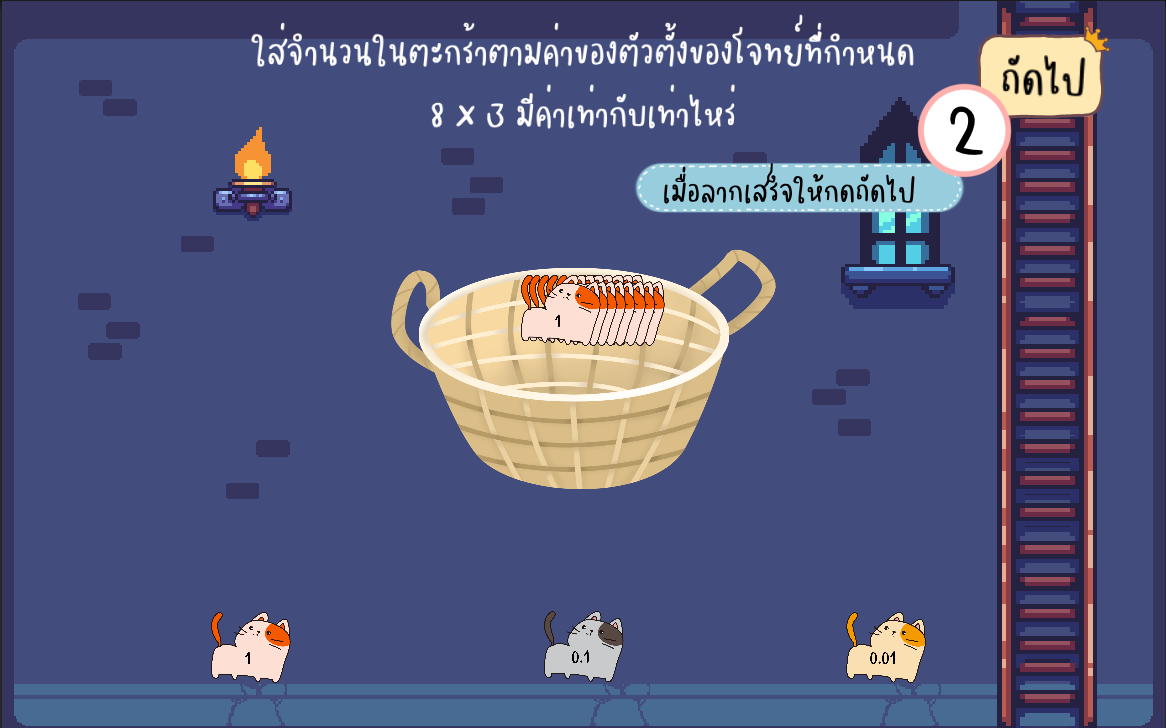 ใส่จำนวนในตะกร้าตามค่าของตัวตั้งของโจทย์ที่กำหนด
8 x 3 มีค่าเท่ากับเท่าไหร่
ถัดไป
2
เมื่อลากเสร็จให้กดถัดไป
1
1
0.1
0.01